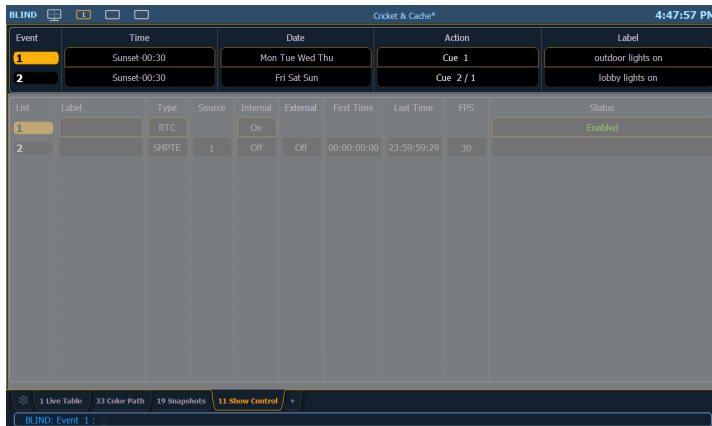 BLIND 1 Cricket & Cache* 4:47:57 PM
Event Time Date Action Label
1 Sunset-00:30 Mon Tue Wed Thu Cue 1 outdoor lights on
2 Sunset-00:30 Fri Sat Sun Cue 2 / 1 lobby lights on
List Label Type Source Internal External First Time Last Time FPS Status
1 RTC On Enabled
2 SMPTE 1 Off Off 00:00:00:00 23:59:59:29 30
1 Live Table 33 Color Path 19 Snapshots 11 Show Control +
BLIND: Event 1 : _